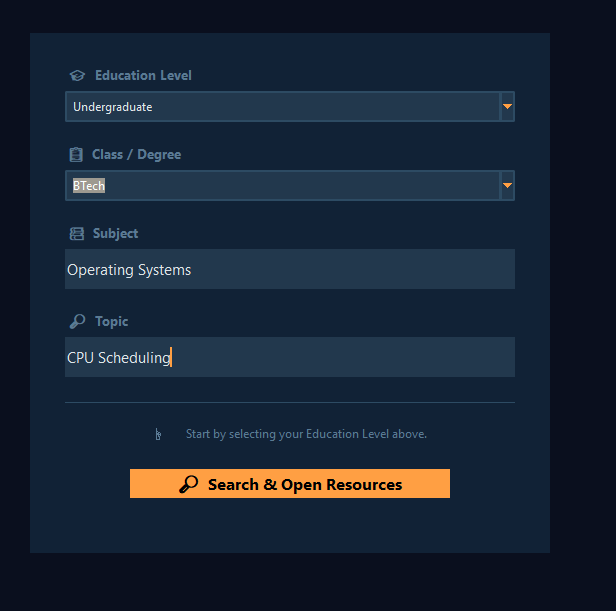 Education Level
Undergraduate
Class / Degree
BTech
Subject
Operating Systems
Topic
CPU Scheduling
Start by selecting your Education Level above.
Search & Open Resources